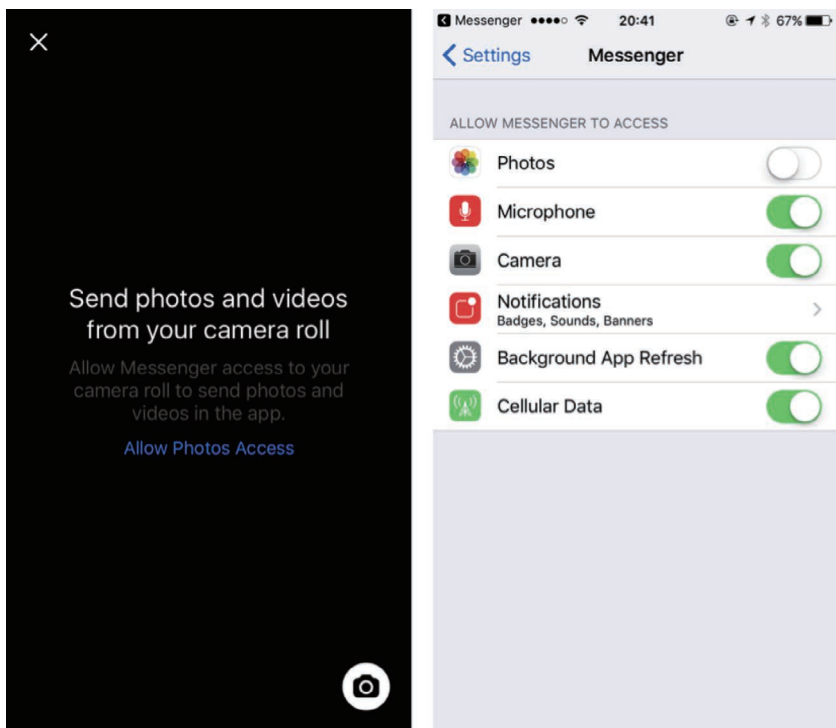 Send photos and videos
from your camera roll
Allow Messenger access to your
camera roll to send photos and
videos in the app.
Allow Photos Access
Messenger 20:41 67%
Settings Messenger
ALLOW MESSENGER TO ACCESS
Photos
Microphone
Camera
Notifications
Badges, Sounds, Banners
Background App Refresh
Cellular Data